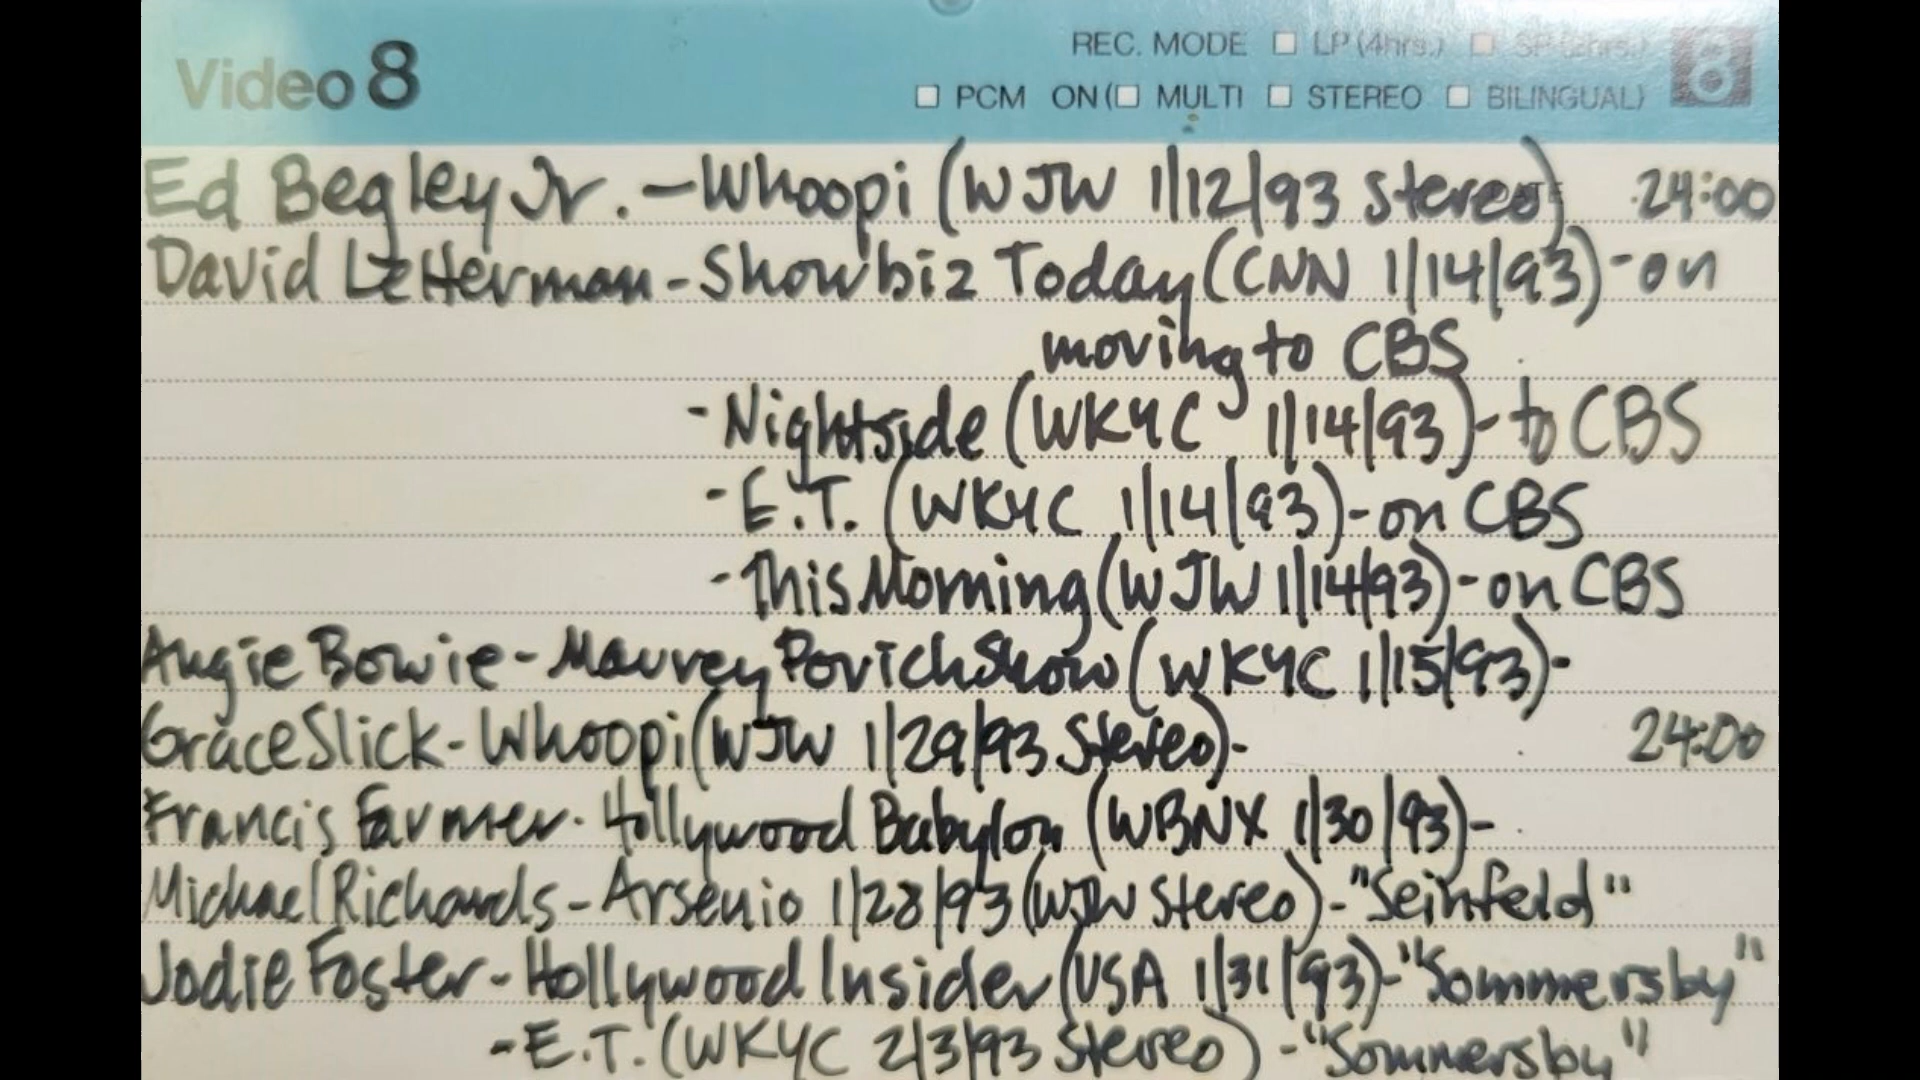 Video 8
REC. MODE □ LP (4hrs.) □ SP (2hrs.) 8
□ PCM ON (□ MULTI □ STEREO □ BILINGUAL)
Ed Begley Jr. - Whoopi (WJW 1/12/93 Stereo) 24:00
David Letterman - Showbiz Today (CNN 1/14/93) - on
moving to CBS
- Nightside (WKYC 1/14/93) - to CBS
- E.T. (WKYC 1/14/93) - on CBS
- This Morning (WJW 1/14/93) - on CBS
Angie Bowie - Maurey Povich Show (WKYC 1/15/93) -
Grace Slick - Whoopi (WJW 1/29/93 Stereo) - 24:00
Francis Farmer - Hollywood Babylon (WBNX 1/30/93) -
Michael Richards - Arsenio 1/28/93 (WJW Stereo) - "Seinfeld"
Jodie Foster - Hollywood Insider (USA 1/31/93) - "Sommersby"
- E.T. (WKYC 2/3/93 Stereo) - "Sommersby"